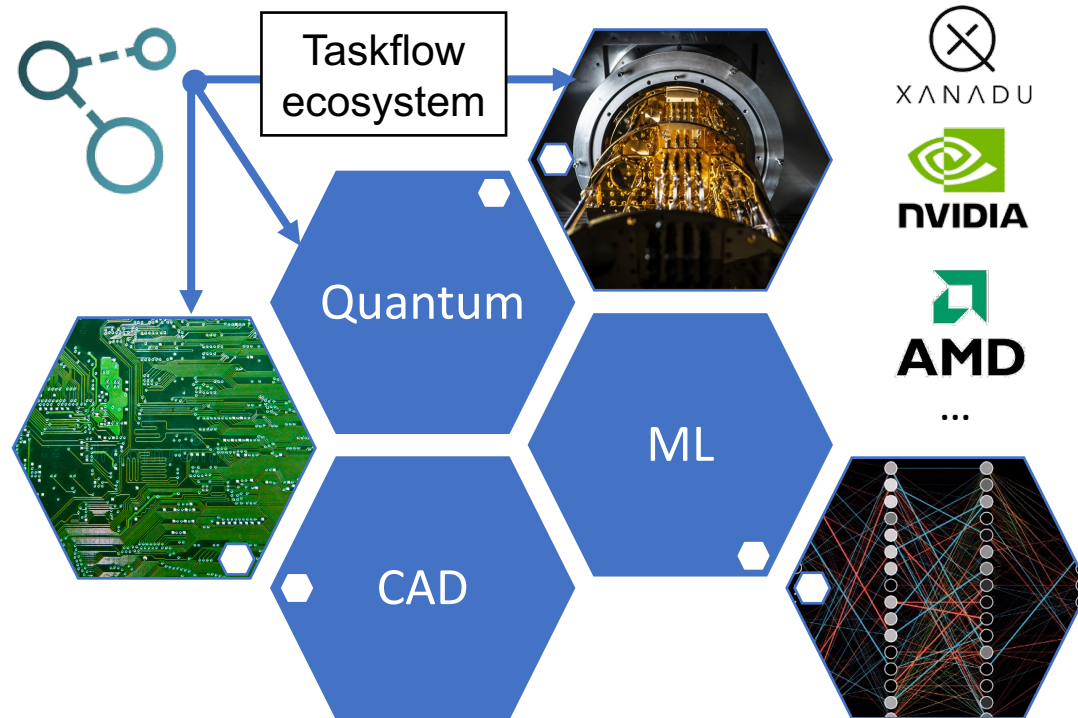 Taskflow
ecosystem
XANADU
NVIDIA
AMD
...
Quantum
ML
CAD